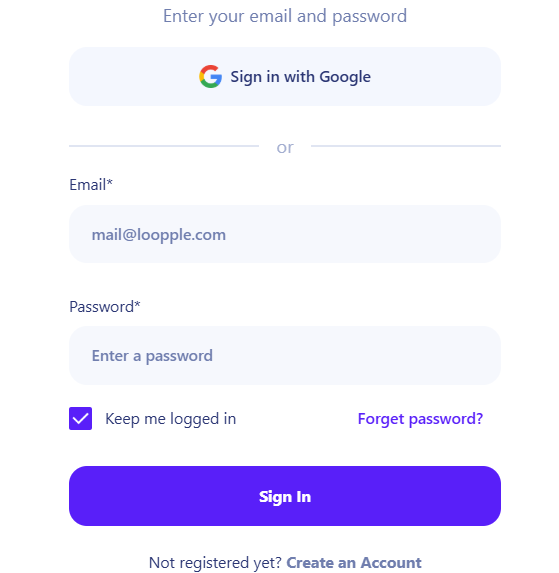 Enter your email and password
Sign in with Google
or
Email*
mail@loopple.com
Password*
Enter a password
Keep me logged in Forget password?
Sign In
Not registered yet? Create an Account